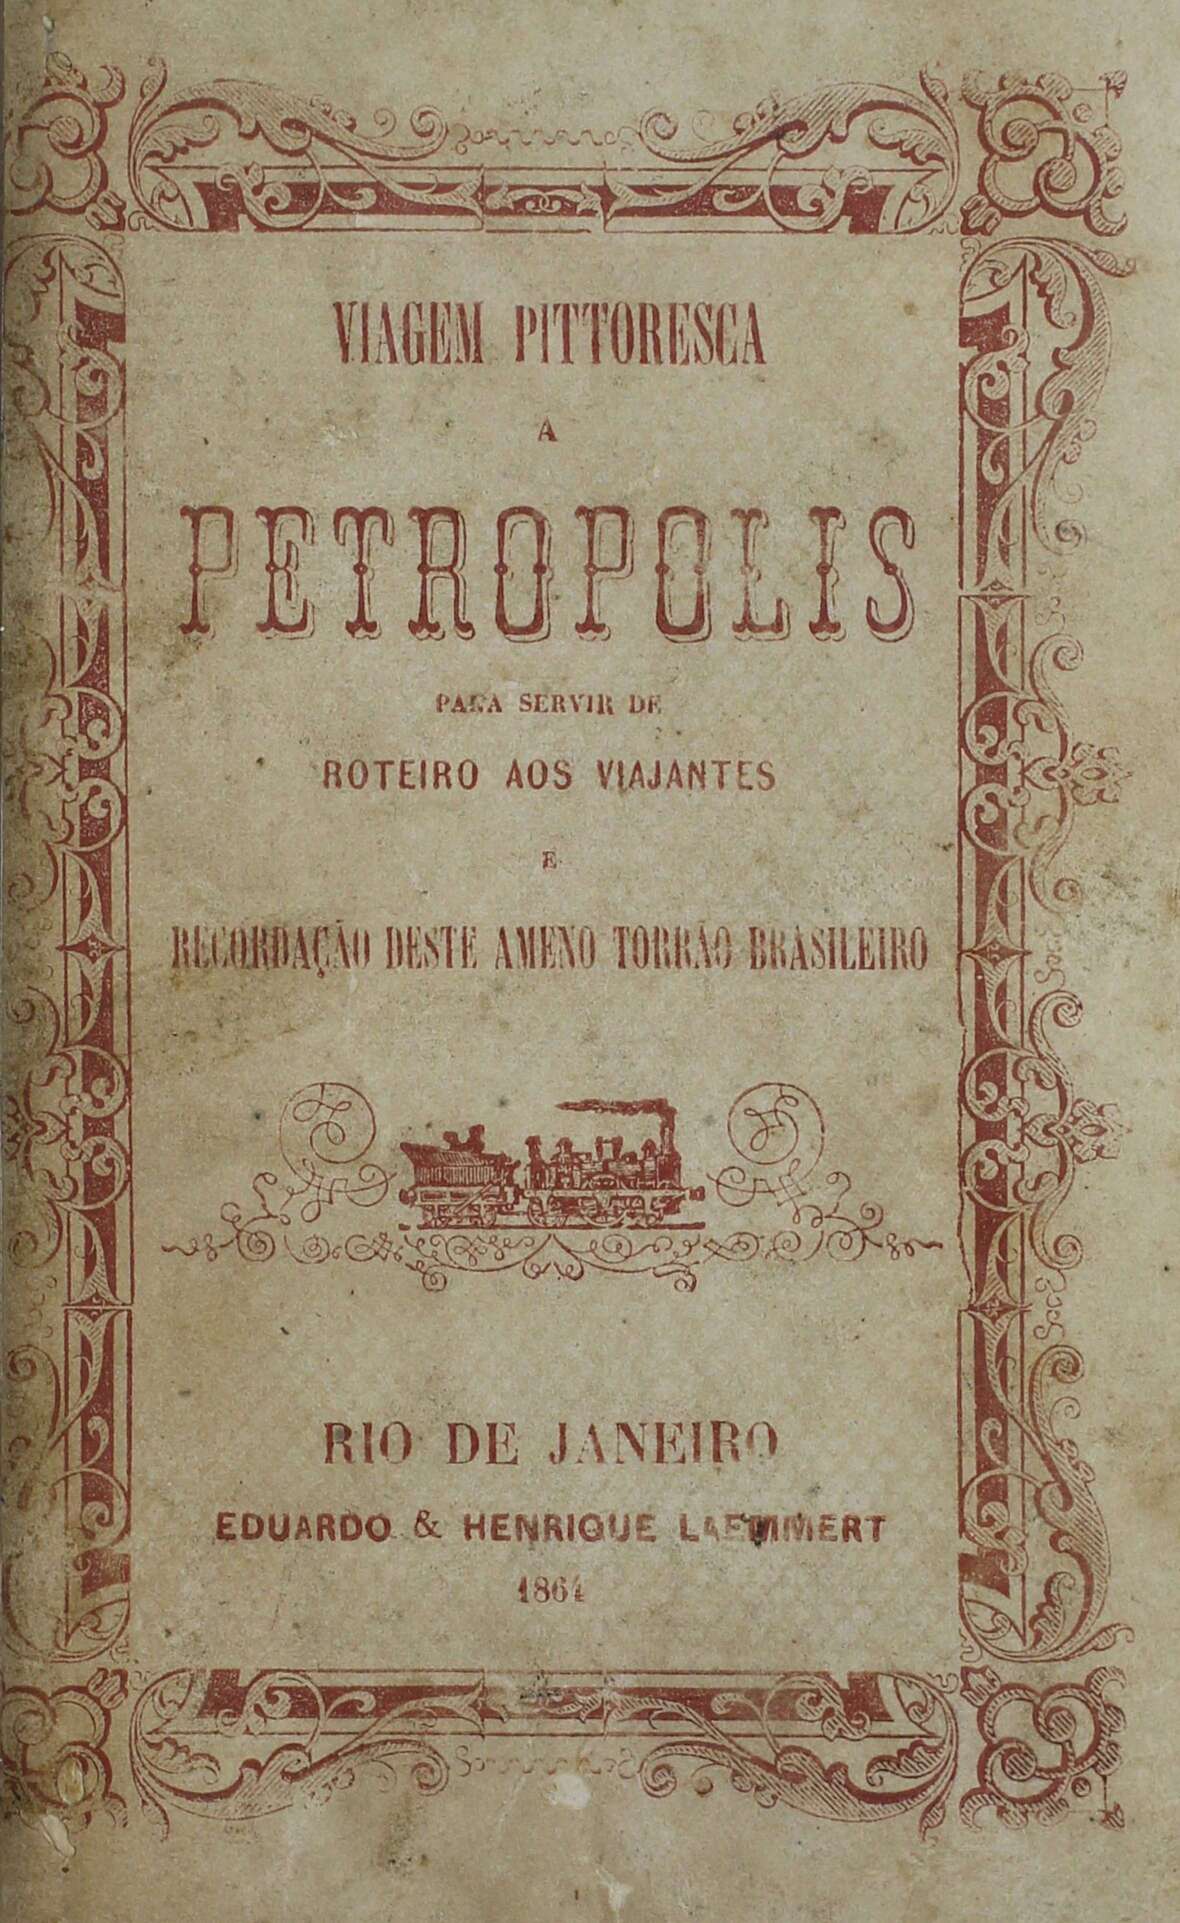 VIAGEM PITTORESCA
A
PETROPOLIS
PARA SERVIR DE
ROTEIRO AOS VIAJANTES
E
RECORDAÇÃO DESTE AMENO TORRÃO BRASILEIRO
RIO DE JANEIRO
EDUARDO & HENRIQUE LAEMMERT
1864